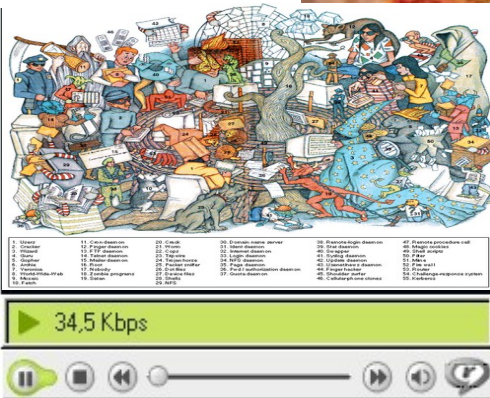 1. Users
2. Cracker
3. Wizard
4. Guru
5. Gopher
6. Archie
7. Veronica
8. World-Wide-Web
9. Mosaic
10. Fetch
11. Cron daemon
12. Finger daemon
13. FTP daemon
14. Telnet daemon
15. Mailer daemon
16. Root
17. Nobody
18. Zombie programs
19. Satan
20. Crack
21. Worm
22. Cops
23. Tripwire
24. Trojan horse
25. Packet sniffer
26. Dot files
27. Device files
28. Shells
29. NFS
30. Domain name server
31. Ident daemon
32. Internet daemon
33. Login daemon
34. NFS daemon
35. Page daemon
36. Pwd / authorization daemon
37. Quota daemon
38. Remote-login daemon
39. Stat daemon
40. Swapper
41. Syslog daemon
42. Update daemon
43. Usenet news daemon
44. Finger hacker
45. Shoulder surfer
46. Cellular-phone clones
47. Remote procedure call
48. Magic cookies
49. Shell scripts
50. Filter
51. Mime
52. Fire wall
53. Router
54. Challenge-response system
55. Kerberos
34,5 Kbps